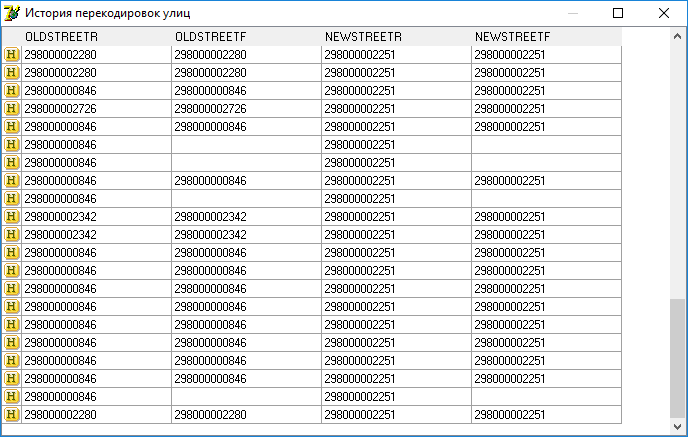 История перекодировок улиц
OLDSTREETR OLDSTREETF NEWSTREETR NEWSTREETF
H 298000002280 298000002280 298000002251 298000002251
H 298000002280 298000002280 298000002251 298000002251
H 298000000846 298000000846 298000002251 298000002251
H 298000002726 298000002726 298000002251 298000002251
H 298000000846 298000000846 298000002251 298000002251
H 298000000846 298000002251
H 298000000846 298000002251
H 298000000846 298000000846 298000002251 298000002251
H 298000000846 298000002251
H 298000002342 298000002342 298000002251 298000002251
H 298000002342 298000002342 298000002251 298000002251
H 298000000846 298000000846 298000002251 298000002251
H 298000000846 298000000846 298000002251 298000002251
H 298000000846 298000000846 298000002251 298000002251
H 298000000846 298000000846 298000002251 298000002251
H 298000000846 298000000846 298000002251 298000002251
H 298000000846 298000000846 298000002251 298000002251
H 298000000846 298000000846 298000002251 298000002251
H 298000000846 298000000846 298000002251 298000002251
H 298000000846 298000002251
H 298000002280 298000002280 298000002251 298000002251